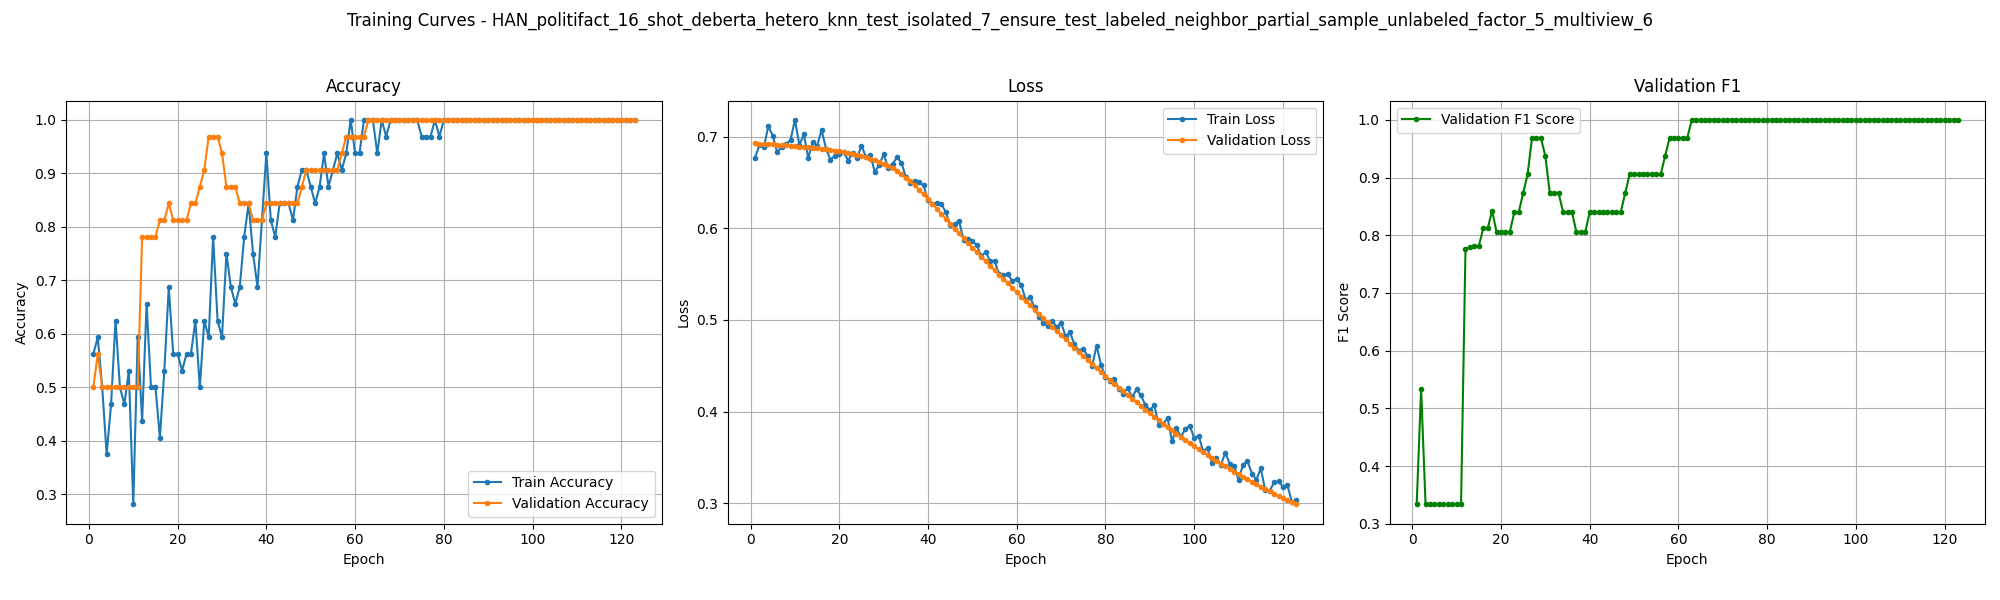 Training Curves - HAN_politifact_16_shot_deberta_hetero_knn_test_isolated_7_ensure_test_labeled_neighbor_partial_sample_unlabeled_factor_5_multiview_6
Accuracy
1.0
0.9
0.8
0.7
0.6
0.5
0.4
0.3
Accuracy
Train Accuracy
Validation Accuracy
0 20 40 60 80 100 120
Epoch
Loss
Train Loss
Validation Loss
0.7
0.6
0.5
0.4
0.3
Loss
0 20 40 60 80 100 120
Epoch
Validation F1
Validation F1 Score
1.0
0.9
0.8
0.7
0.6
0.5
0.4
0.3
F1 Score
0 20 40 60 80 100 120
Epoch